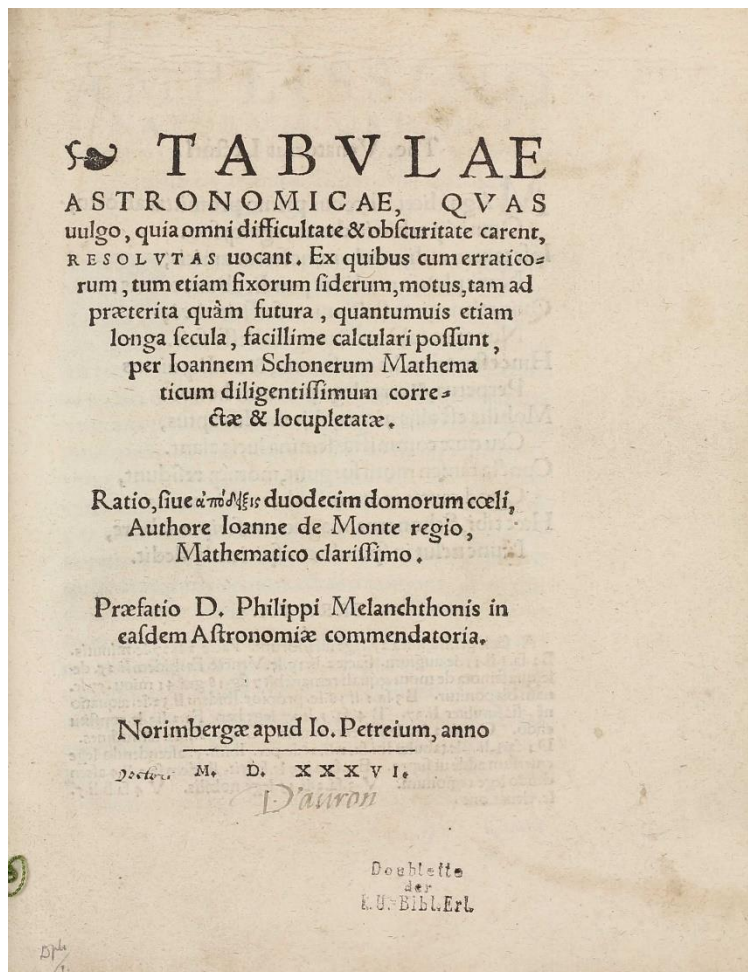 TABVLAE
ASTRONOMICAE, QVAS
uulgo, quia omni difficultate & obſcuritate carent,
RESOLVTAS uocant. Ex quibus cum erratico⸗
rum, tum etiam fixorum ſiderum, motus, tam ad
præterita quàm futura, quantumuis etiam
longa ſecula, facillime calculari poſſunt,
per Ioannem Schonerum Mathema
ticum diligentiſſimum corre⸗
ctæ & locupletatæ.
Ratio, ſiue ἀπόδειξις duodecim domorum cœli,
Authore Ioanne de Monte regio,
Mathematico clariſſimo.
Præfatio D. Philippi Melanchthonis in
eaſdem Aſtronomiæ commendatoria.
Norimbergæ apud Io. Petreium, anno
M. D. XXXVI.
D'auron
Doublette
der
K.U.-Bibl.Erl.